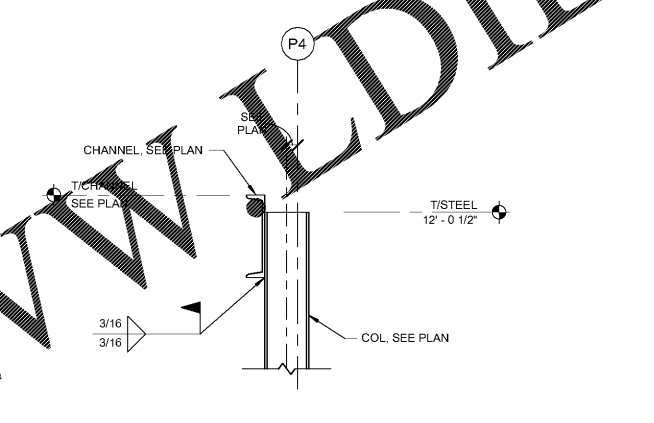 P4
SEE
PLAN
CHANNEL, SEE PLAN
T/CHANNEL
SEE PLAN
T/STEEL
12' - 0 1/2"
3/16
3/16
COL, SEE PLAN